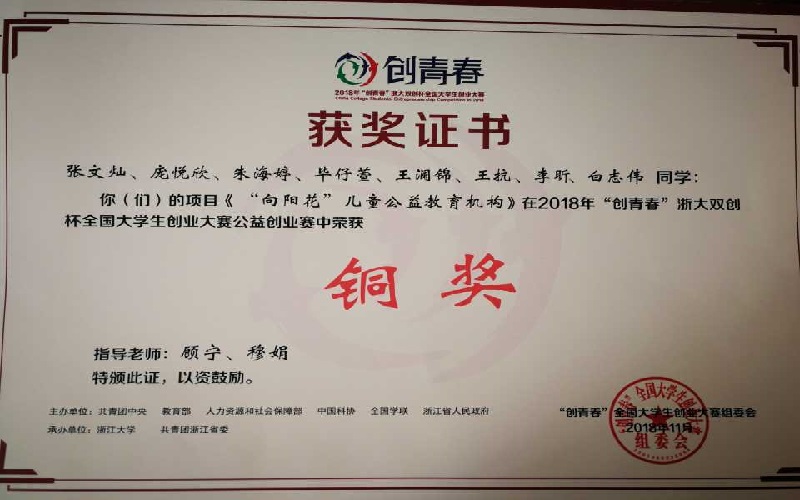 创青春
2018年“创青春”浙大双创杯全国大学生创业大赛
获奖证书
张文灿、庞悦欣、朱海婷、毕仔萱、王澜锦、王抗、李昕、白志伟 同学：
你（们）的项目《“向阳花”儿童公益教育机构》在2018年“创青春”浙大双创
杯全国大学生创业大赛公益创业赛中荣获
铜 奖
指导老师：顾宁、穆娟
特颁此证，以资鼓励。
主办单位：共青团中央 教育部 人力资源和社会保障部 中国科协 全国学联 浙江省人民政府
承办单位：浙江大学 共青团浙江省委
“创青春”全国大学生创业大赛组委会
2018年11月
组委会